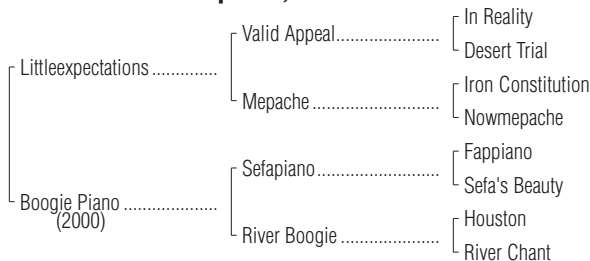 In Reality
Valid Appeal.......................
Desert Trial
Littleexpectations ..............
Iron Constitution
Mepache ...........................
Nowmepache
Fappiano
Sefapiano..........................
Sefa's Beauty
Boogie Piano ....................
(2000)
Houston
River Boogie .....................
River Chant